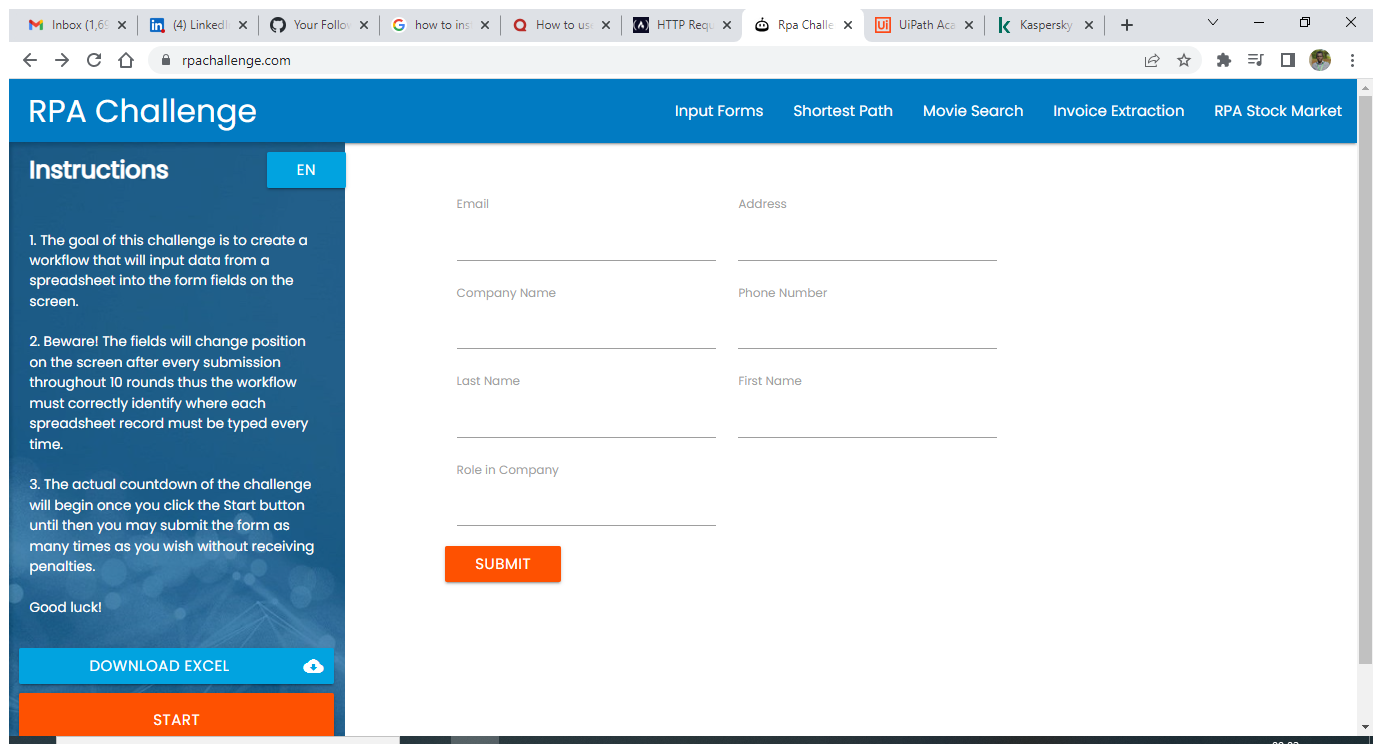 Inbox (1,69
(4) LinkedI
Your Follow
how to ins
How to use
HTTP Requ
Rpa Challe
UiPath Aca
Kaspersky
rpachallenge.com
RPA Challenge
Input Forms
Shortest Path
Movie Search
Invoice Extraction
RPA Stock Market
Instructions
EN
1. The goal of this challenge is to create a
workflow that will input data from a
spreadsheet into the form fields on the
screen.
2. Beware! The fields will change position
on the screen after every submission
throughout 10 rounds thus the workflow
must correctly identify where each
spreadsheet record must be typed every
time.
3. The actual countdown of the challenge
will begin once you click the Start button
until then you may submit the form as
many times as you wish without receiving
penalties.
Good luck!
DOWNLOAD EXCEL
START
Email
Address
Company Name
Phone Number
Last Name
First Name
Role in Company
SUBMIT